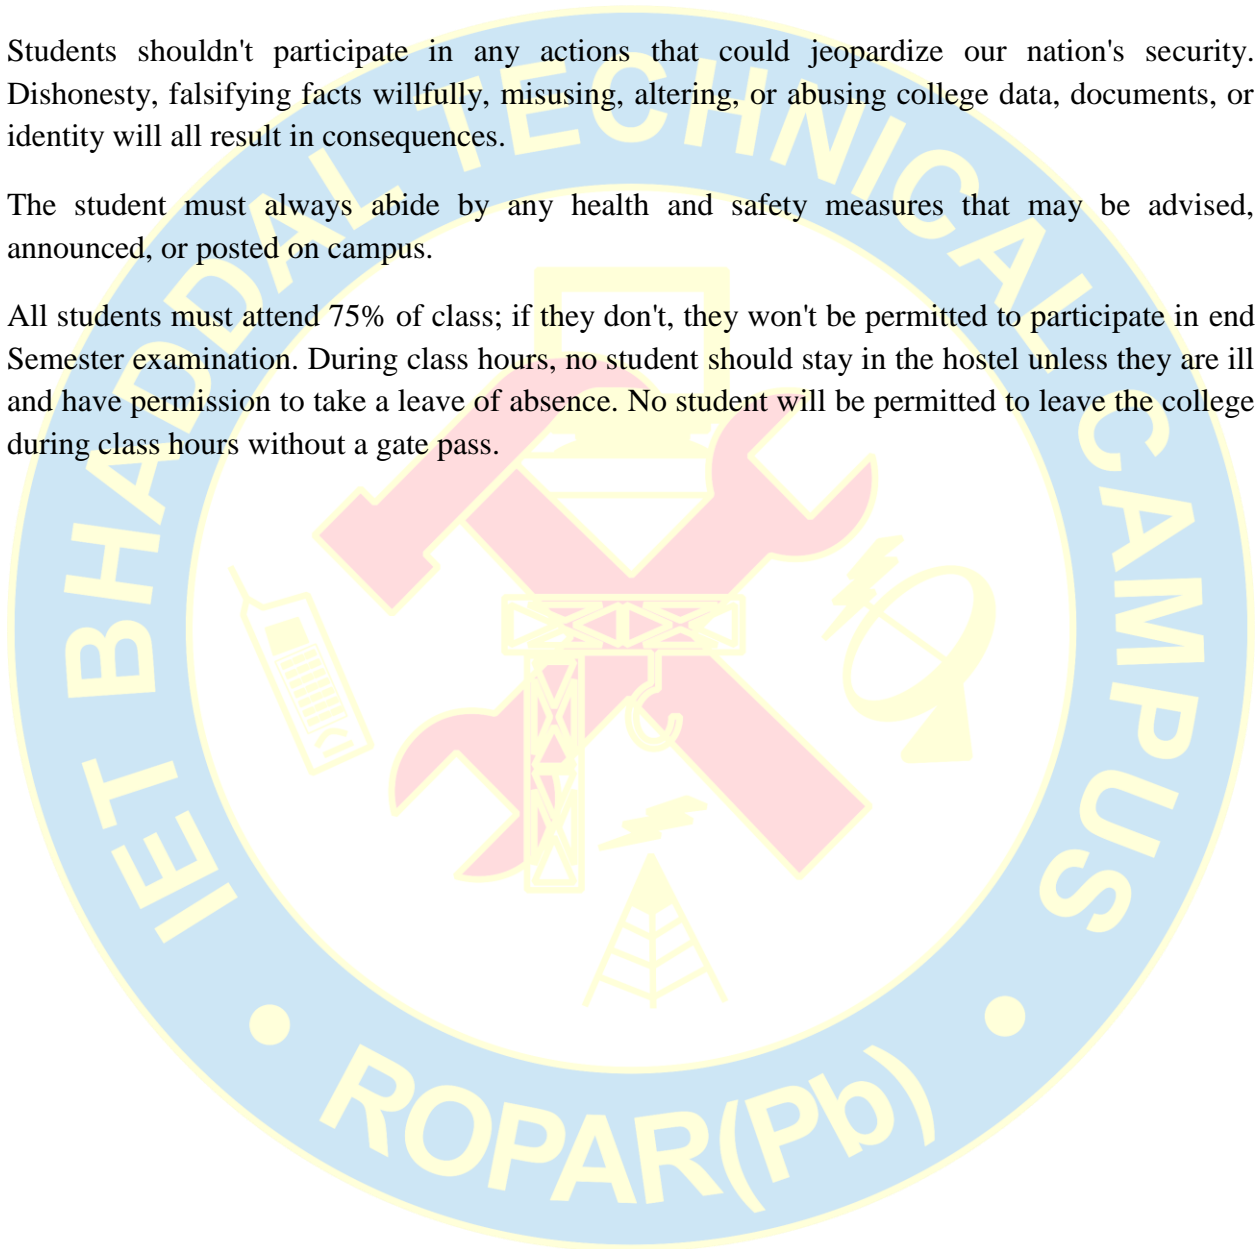 Students shouldn't participate in any actions that could jeopardize our nation's security.
Dishonesty, falsifying facts willfully, misusing, altering, or abusing college data, documents, or
identity will all result in consequences.
The student must always abide by any health and safety measures that may be advised,
announced, or posted on campus.
All students must attend 75% of class; if they don't, they won't be permitted to participate in end
Semester examination. During class hours, no student should stay in the hostel unless they are ill
and have permission to take a leave of absence. No student will be permitted to leave the college
during class hours without a gate pass.
IET BHADDAL TECHNICAL CAMPUS
ROPAR(Pb)